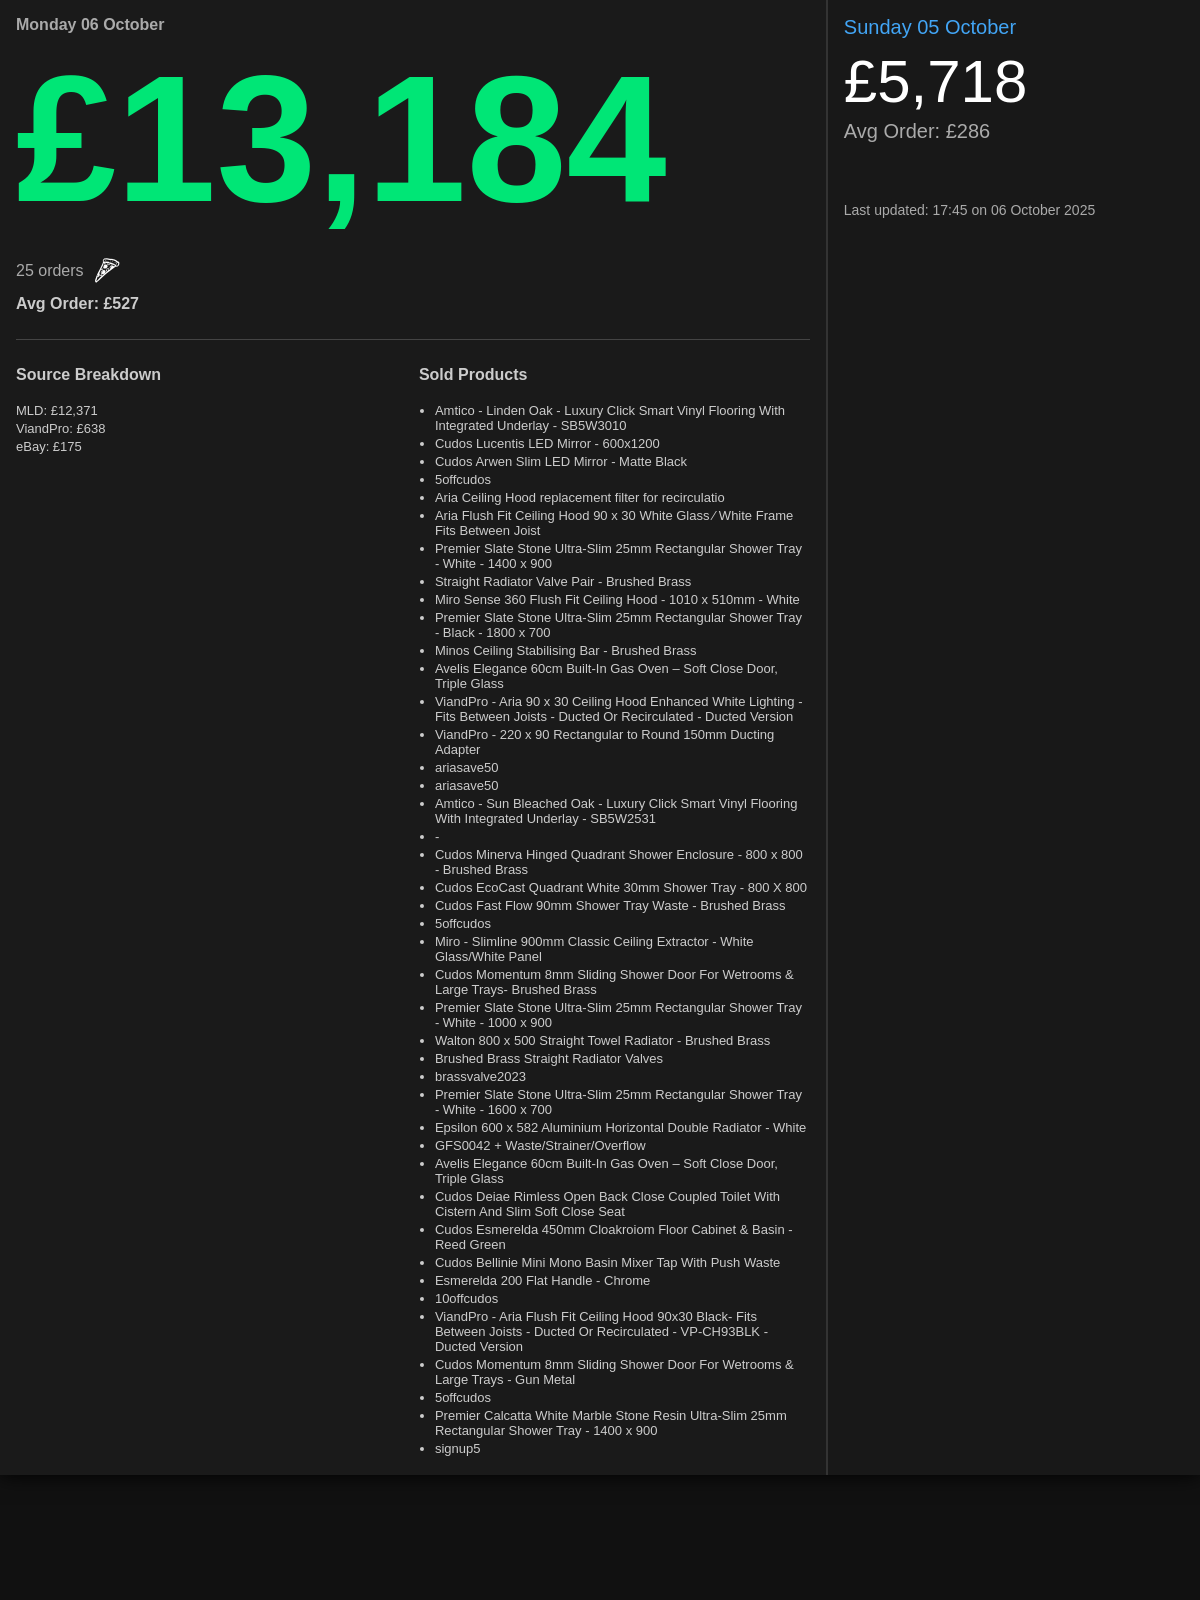 Monday 06 October
£13,184
25 orders
Avg Order: £527
Source Breakdown
MLD: £12,371
ViandPro: £638
eBay: £175
Sold Products
Amtico - Linden Oak - Luxury Click Smart Vinyl Flooring With
Integrated Underlay - SB5W3010
Cudos Lucentis LED Mirror - 600x1200
Cudos Arwen Slim LED Mirror - Matte Black
5offcudos
Aria Ceiling Hood replacement filter for recirculatio
Aria Flush Fit Ceiling Hood 90 x 30 White Glass ⁄ White Frame
Fits Between Joist
Premier Slate Stone Ultra-Slim 25mm Rectangular Shower Tray
- White - 1400 x 900
Straight Radiator Valve Pair - Brushed Brass
Miro Sense 360 Flush Fit Ceiling Hood - 1010 x 510mm - White
Premier Slate Stone Ultra-Slim 25mm Rectangular Shower Tray
- Black - 1800 x 700
Minos Ceiling Stabilising Bar - Brushed Brass
Avelis Elegance 60cm Built-In Gas Oven – Soft Close Door,
Triple Glass
ViandPro - Aria 90 x 30 Ceiling Hood Enhanced White Lighting -
Fits Between Joists - Ducted Or Recirculated - Ducted Version
ViandPro - 220 x 90 Rectangular to Round 150mm Ducting
Adapter
ariasave50
ariasave50
Amtico - Sun Bleached Oak - Luxury Click Smart Vinyl Flooring
With Integrated Underlay - SB5W2531
-
Cudos Minerva Hinged Quadrant Shower Enclosure - 800 x 800
- Brushed Brass
Cudos EcoCast Quadrant White 30mm Shower Tray - 800 X 800
Cudos Fast Flow 90mm Shower Tray Waste - Brushed Brass
5offcudos
Miro - Slimline 900mm Classic Ceiling Extractor - White
Glass/White Panel
Cudos Momentum 8mm Sliding Shower Door For Wetrooms &
Large Trays- Brushed Brass
Premier Slate Stone Ultra-Slim 25mm Rectangular Shower Tray
- White - 1000 x 900
Walton 800 x 500 Straight Towel Radiator - Brushed Brass
Brushed Brass Straight Radiator Valves
brassvalve2023
Premier Slate Stone Ultra-Slim 25mm Rectangular Shower Tray
- White - 1600 x 700
Epsilon 600 x 582 Aluminium Horizontal Double Radiator - White
GFS0042 + Waste/Strainer/Overflow
Avelis Elegance 60cm Built-In Gas Oven – Soft Close Door,
Triple Glass
Cudos Deiae Rimless Open Back Close Coupled Toilet With
Cistern And Slim Soft Close Seat
Cudos Esmerelda 450mm Cloakroiom Floor Cabinet & Basin -
Reed Green
Cudos Bellinie Mini Mono Basin Mixer Tap With Push Waste
Esmerelda 200 Flat Handle - Chrome
10offcudos
ViandPro - Aria Flush Fit Ceiling Hood 90x30 Black- Fits
Between Joists - Ducted Or Recirculated - VP-CH93BLK -
Ducted Version
Cudos Momentum 8mm Sliding Shower Door For Wetrooms &
Large Trays - Gun Metal
5offcudos
Premier Calcatta White Marble Stone Resin Ultra-Slim 25mm
Rectangular Shower Tray - 1400 x 900
signup5
Sunday 05 October
£5,718
Avg Order: £286
Last updated: 17:45 on 06 October 2025